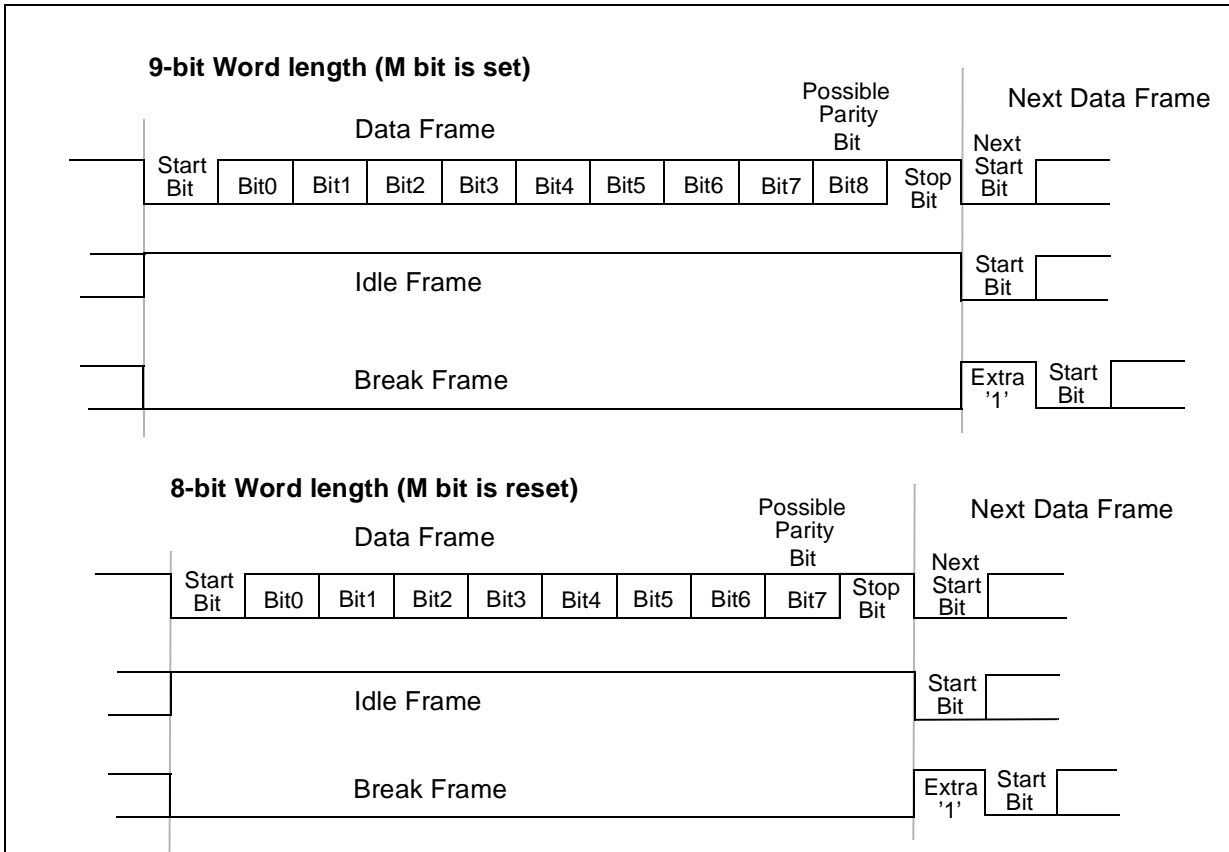 9-bit Word length (M bit is set)
Next Data Frame
Possible
Parity
Bit
Data Frame
Next
Start
Bit
Start
Bit
Bit0
Bit1
Bit2
Bit3
Bit4
Bit5
Bit6
Bit7
Bit8
Stop
Bit
Idle Frame
Start
Bit
Break Frame
Extra
'1'
Start
Bit
8-bit Word length (M bit is reset)
Next Data Frame
Possible
Parity
Bit
Data Frame
Next
Start
Bit
Start
Bit
Bit0
Bit1
Bit2
Bit3
Bit4
Bit5
Bit6
Bit7
Stop
Bit
Idle Frame
Start
Bit
Break Frame
Extra
'1'
Start
Bit